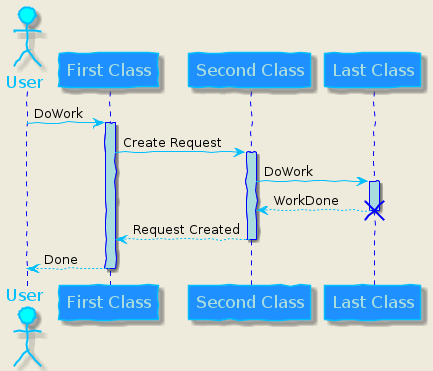 User
First Class
Second Class
Last Class
DoWork
Create Request
DoWork
WorkDone
Request Created
Done
User
First Class
Second Class
Last Class